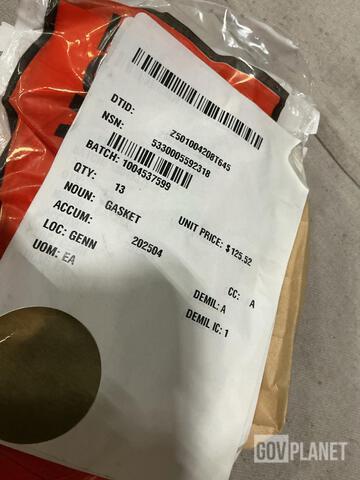 DTID: Z501004208T645
NSN: 5330005592318
BATCH: 1004537599
QTY: 13 UNIT PRICE: $125.52
NOUN: GASKET
ACCUM: 202504 CC: A
LOC: GENN DEMIL: A
UOM: EA DEMIL IC: 1
GOVPLANET